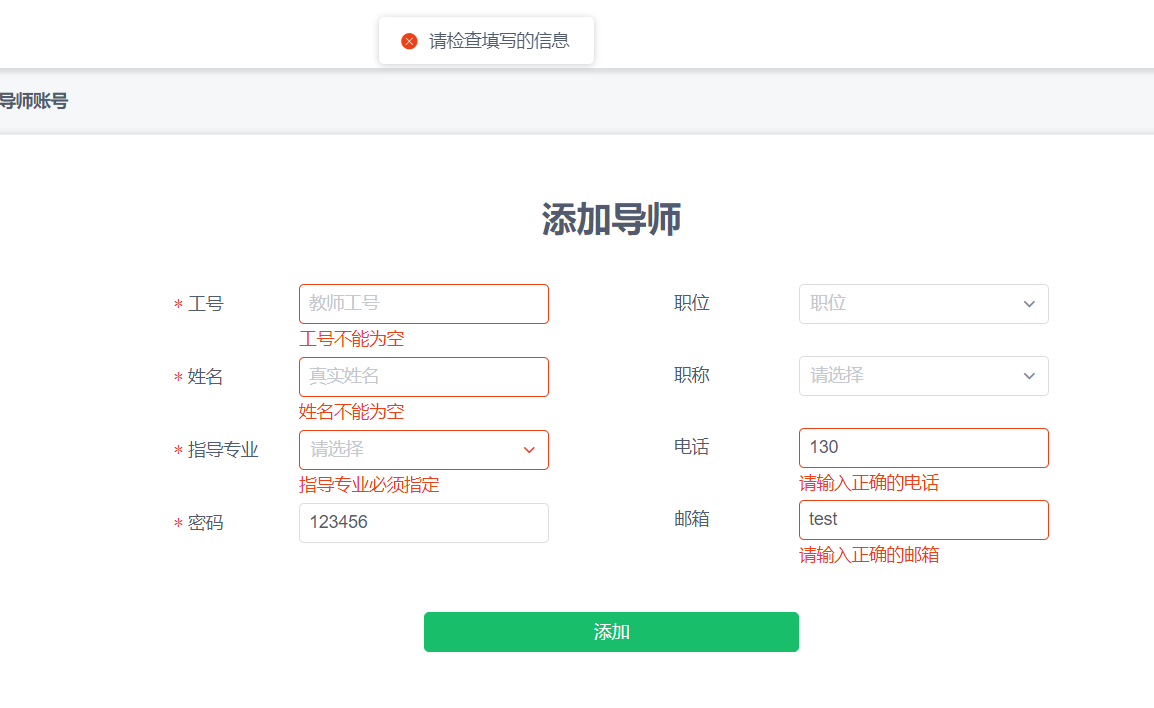 请检查填写的信息
导师账号
添加导师
* 工号
教师工号
工号不能为空
* 姓名
真实姓名
姓名不能为空
* 指导专业
请选择
指导专业必须指定
* 密码
123456
职位
职位
职称
请选择
电话
130
请输入正确的电话
邮箱
test
请输入正确的邮箱
添加